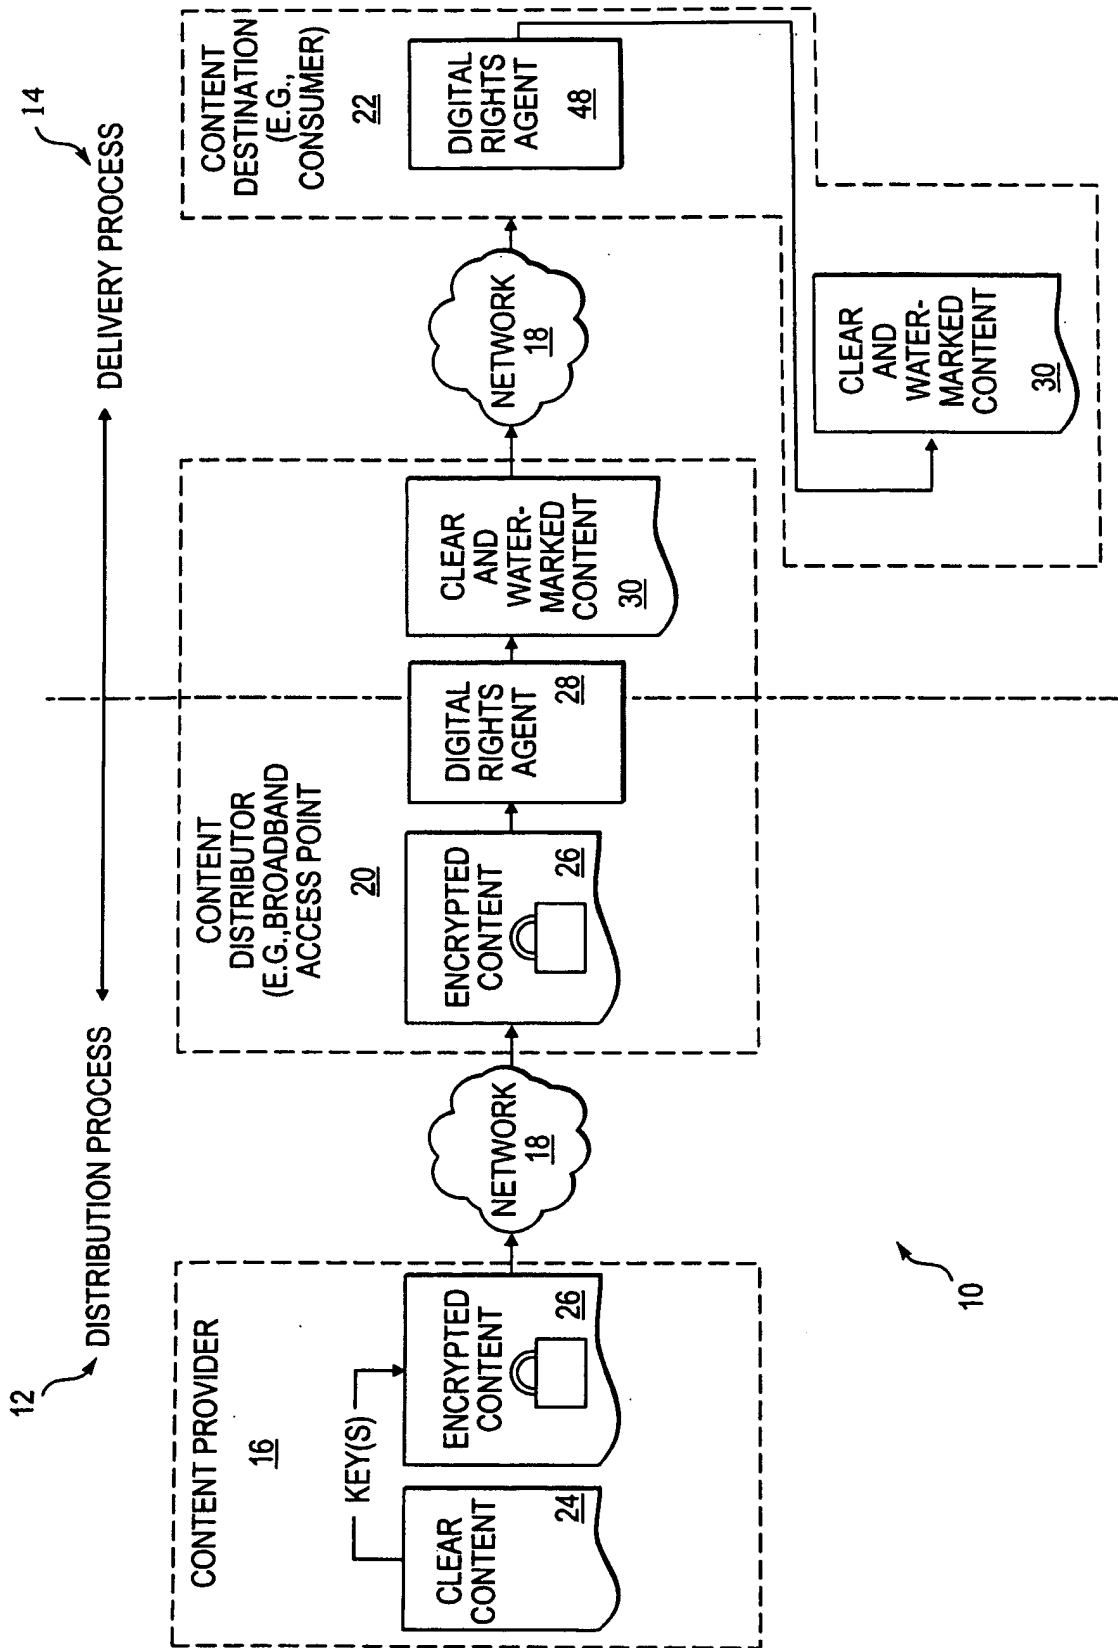 12
DISTRIBUTION PROCESS
DELIVERY PROCESS
14
CONTENT PROVIDER
16
KEY(S)
CLEAR
CONTENT
24
ENCRYPTED
CONTENT
26
NETWORK
18
CONTENT
DISTRIBUTOR
(E.G.,BROADBAND
ACCESS POINT
20
ENCRYPTED
CONTENT
26
DIGITAL
RIGHTS
AGENT
28
CLEAR
AND
WATER-
MARKED
CONTENT
30
NETWORK
18
CONTENT
DESTINATION
(E.G.,
CONSUMER)
22
DIGITAL
RIGHTS
AGENT
48
CLEAR
AND
WATER-
MARKED
CONTENT
30
10